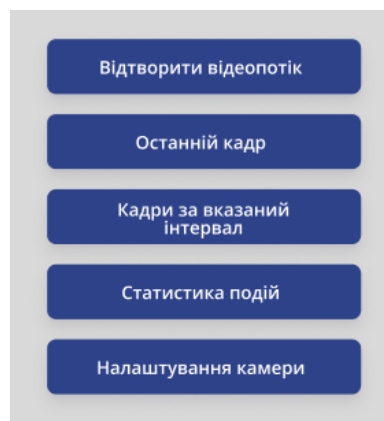 Відтворити відеопотік
Останній кадр
Кадри за вказаний
інтервал
Статистика подій
Налаштування камери